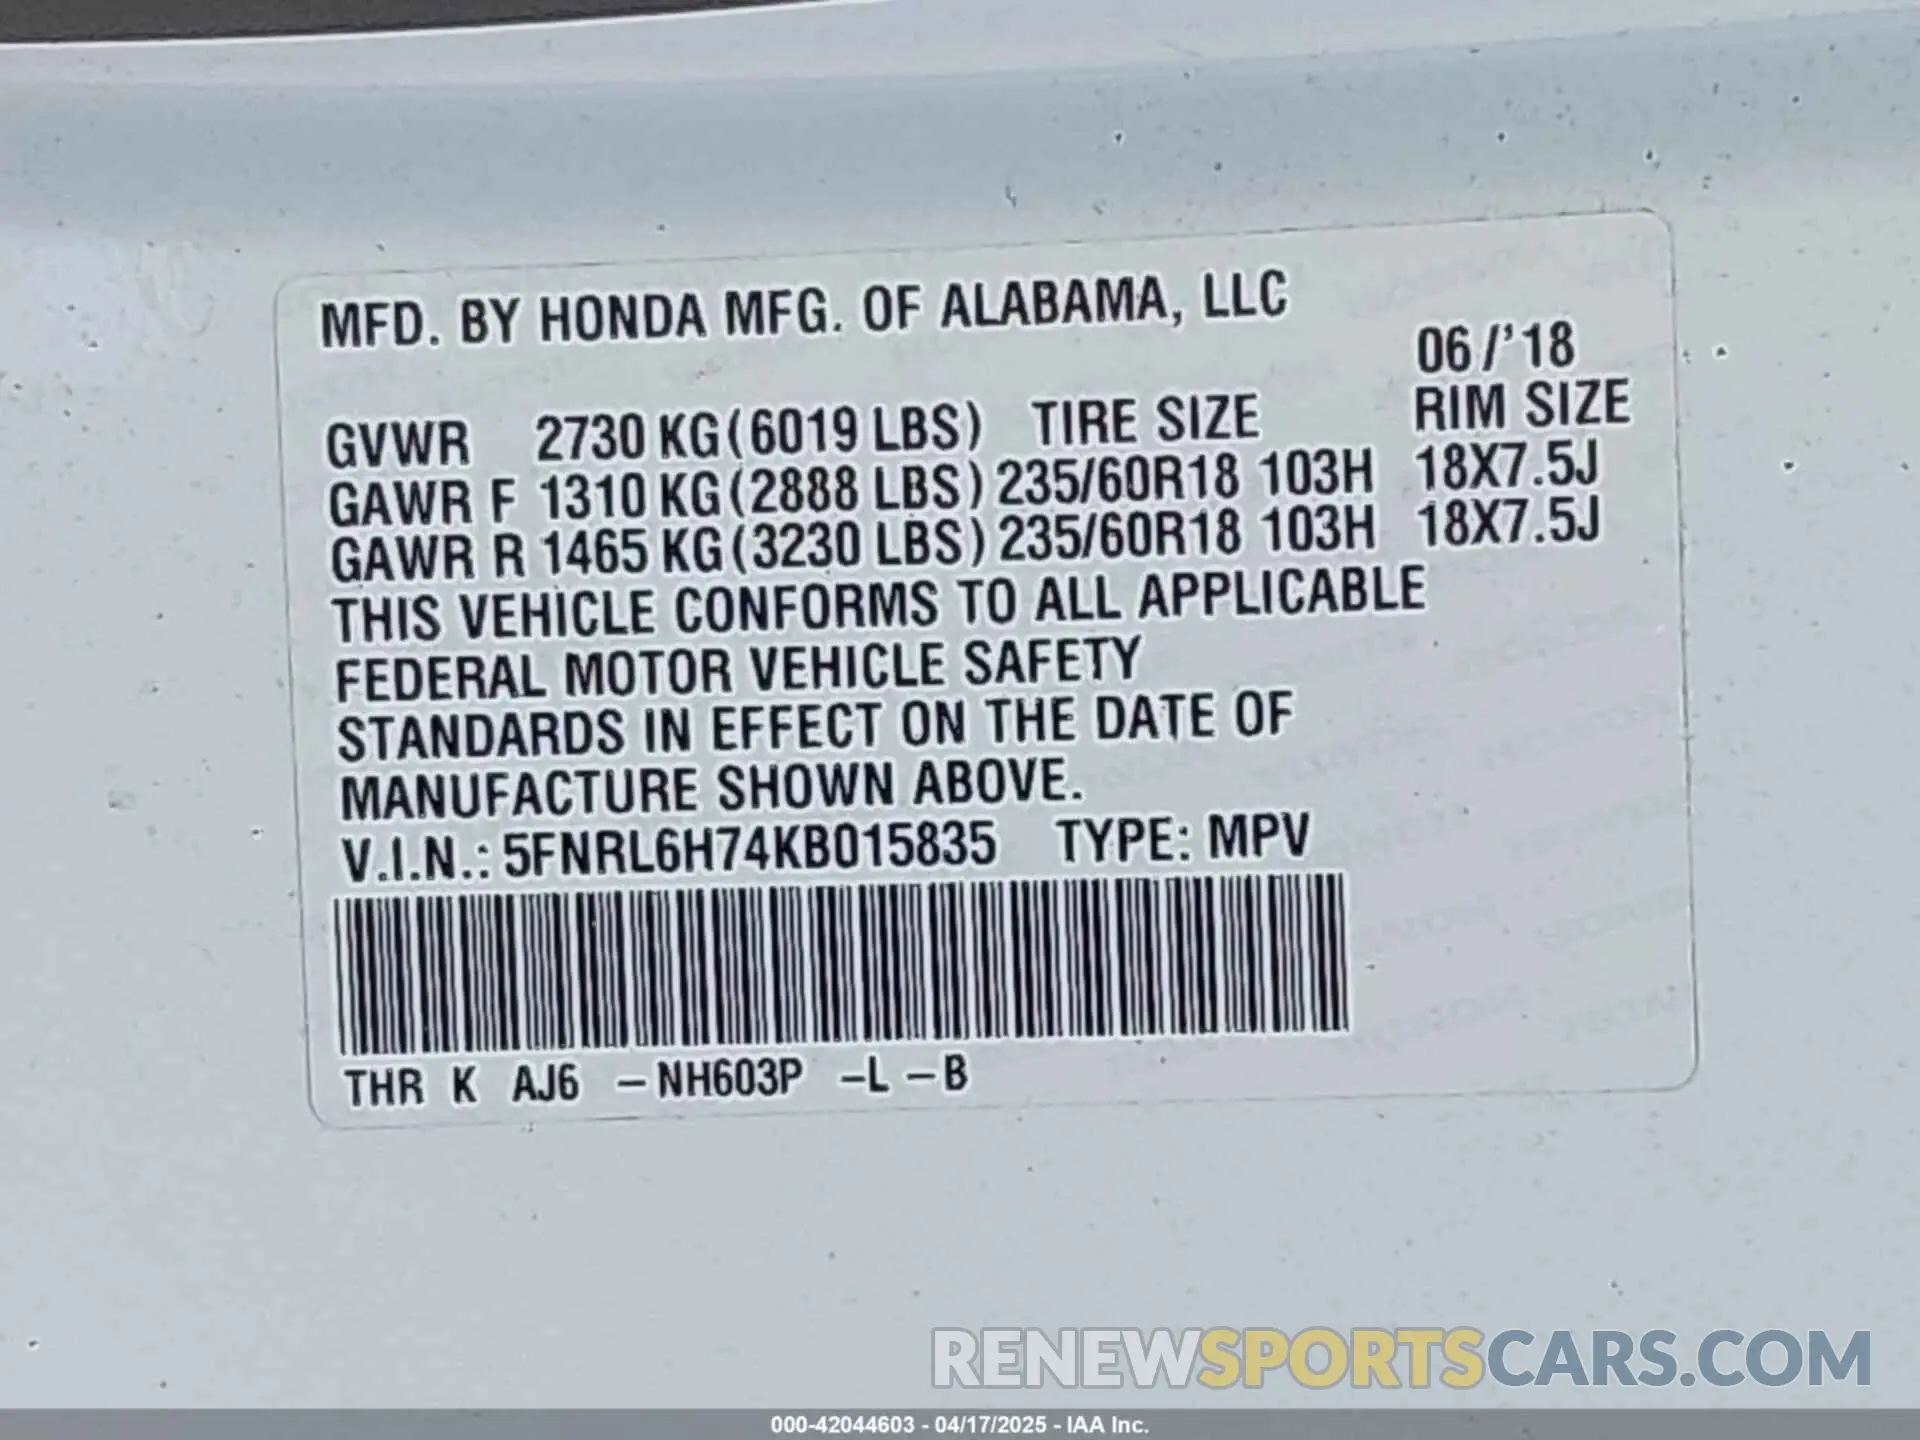 MFD. BY HONDA MFG. OF ALABAMA, LLC
06/'18
GVWR 2730 KG (6019 LBS) TIRE SIZE RIM SIZE
GAWR F 1310 KG (2888 LBS) 235/60R18 103H 18X7.5J
GAWR R 1465 KG (3230 LBS) 235/60R18 103H 18X7.5J
THIS VEHICLE CONFORMS TO ALL APPLICABLE
FEDERAL MOTOR VEHICLE SAFETY
STANDARDS IN EFFECT ON THE DATE OF
MANUFACTURE SHOWN ABOVE.
V.I.N.: 5FNRL6H74KB015835 TYPE: MPV
THR K AJ6 -NH603P -L -B
RENEWSPORTSCARS.COM
000-42044603 - 04/17/2025 - IAA Inc.